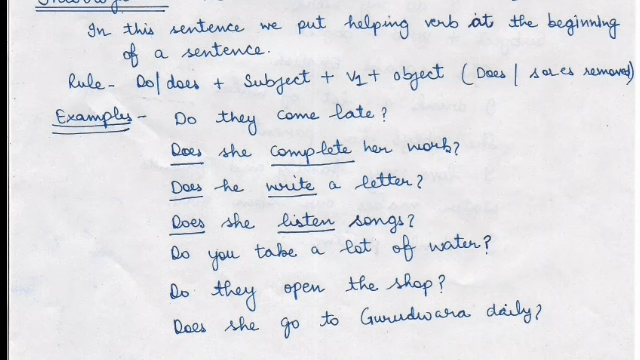 In this sentence we put helping verb at the beginning
of a sentence.
Rule - Do/does + Subject + V1 + object (Does | s or es removed)
Examples - Do they come late?
Does she complete her work?
Does he write a letter?
Does she listen songs?
Do you take a lot of water?
Do they open the shop?
Does she go to Gurudwara daily?